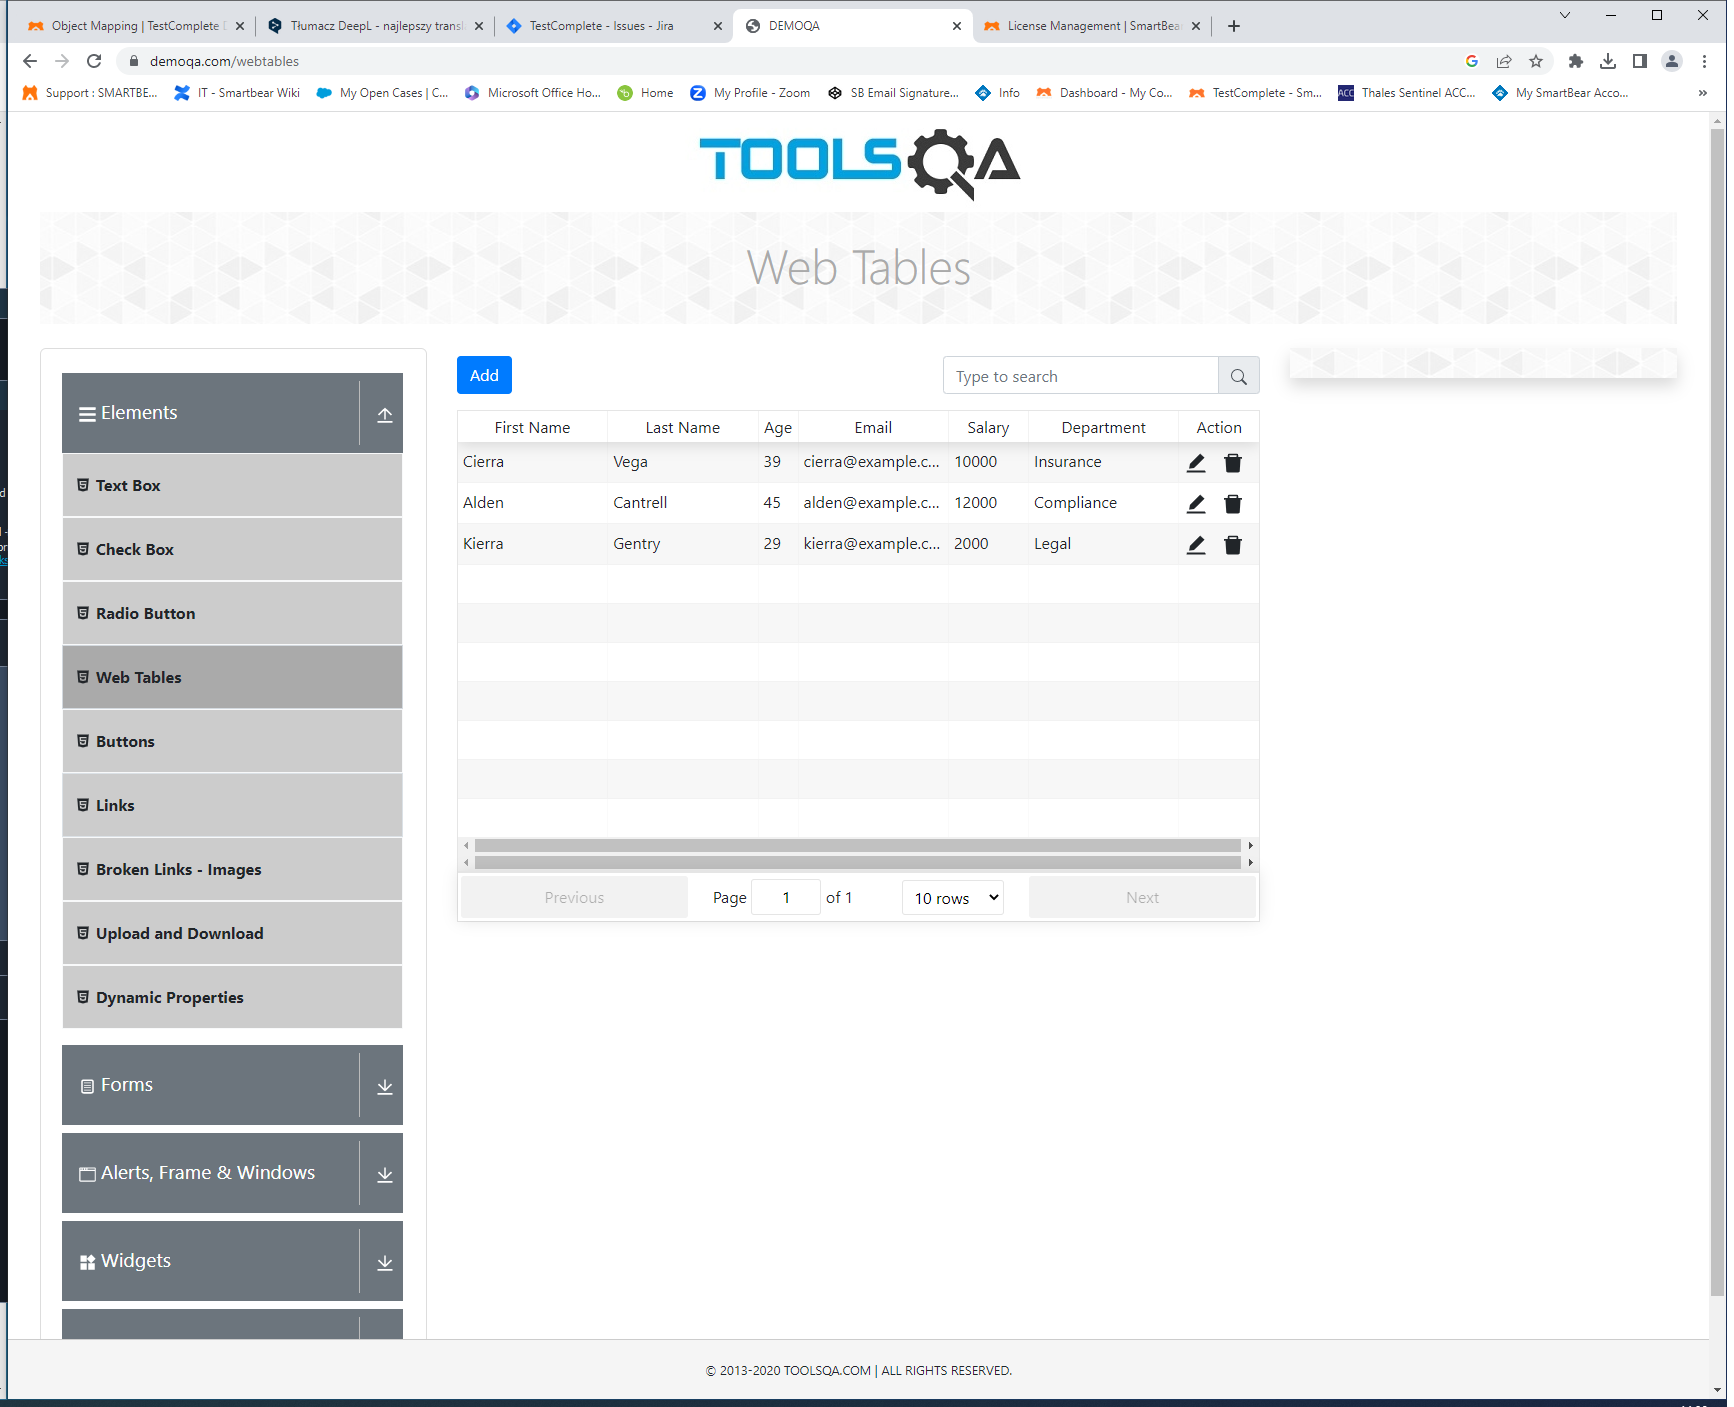 Object Mapping | TestComplete
Tłumacz DeepL - najlepszy transl
TestComplete - Issues - Jira
DEMOQA
License Management | SmartBear
demoqa.com/webtables
Support : SMARTBE...
IT - Smartbear Wiki
My Open Cases | C...
Microsoft Office Ho...
Home
My Profile - Zoom
SB Email Signature...
Info
Dashboard - My Co...
TestComplete - Sm...
ACC
Thales Sentinel ACC...
My SmartBear Acco...
TOOLSQA
Web Tables
Elements
Text Box
Check Box
Radio Button
Web Tables
Buttons
Links
Broken Links - Images
Upload and Download
Dynamic Properties
Forms
Alerts, Frame & Windows
Widgets
Add
Type to search
First Name Last Name Age Email Salary Department Action
Cierra Vega 39 cierra@example.c... 10000 Insurance
Alden Cantrell 45 alden@example.c... 12000 Compliance
Kierra Gentry 29 kierra@example.c... 2000 Legal
Previous Page 1 of 1 10 rows Next
© 2013-2020 TOOLSQA.COM | ALL RIGHTS RESERVED.